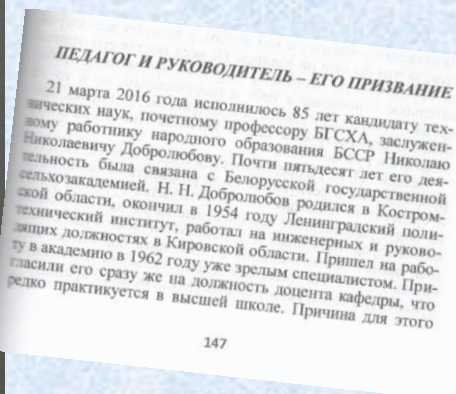 ПЕДАГОГ И РУКОВОДИТЕЛЬ – ЕГО ПРИЗВАНИЕ
21 марта 2016 года исполнилось 85 лет кандидату тех-
нических наук, почетному профессору БГСХА, заслужен-
ному работнику народного образования БССР Николаю
Николаевичу Добролюбову. Почти пятьдесят лет его дея-
тельность была связана с Белорусской государственной
сельхозакадемией. Н. Н. Добролюбов родился в Костром-
ской области, окончил в 1954 году Ленинградский поли-
технический институт, работал на инженерных и руково-
дящих должностях в Кировской области. Пришел на рабо-
ту в академию в 1962 году уже зрелым специалистом. При-
гласили его сразу же на должность доцента кафедры, что
редко практикуется в высшей школе. Причина для этого
147